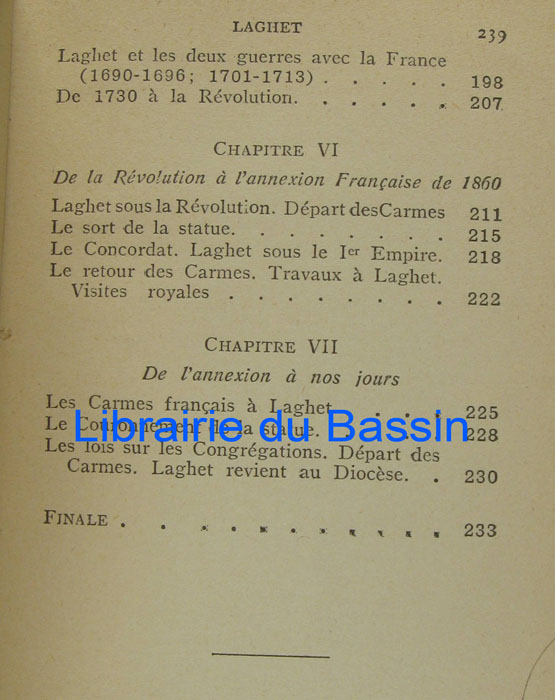 LAGHET 239
Laghet et les deux guerres avec la France
(1690-1696; 1701-1713) . . . . 198
De 1730 à la Révolution. . . . . . 207
CHAPITRE VI
De la Révolution à l'annexion Française de 1860
Laghet sous la Révolution. Départ des Carmes 211
Le sort de la statue. . . . . . . . 215
Le Concordat. Laghet sous le Ier Empire. 218
Le retour des Carmes. Travaux à Laghet.
Visites royales . . . . . . . . 222
CHAPITRE VII
De l'annexion à nos jours
Les Carmes français à Laghet . . . . 225
Le Couronnement de la statue. . . . . 228
Librairie du Bassin
Les lois sur les Congrégations. Départ des
Carmes. Laghet revient au Diocèse. . 230
FINALE . . . . . . . . . . . 233